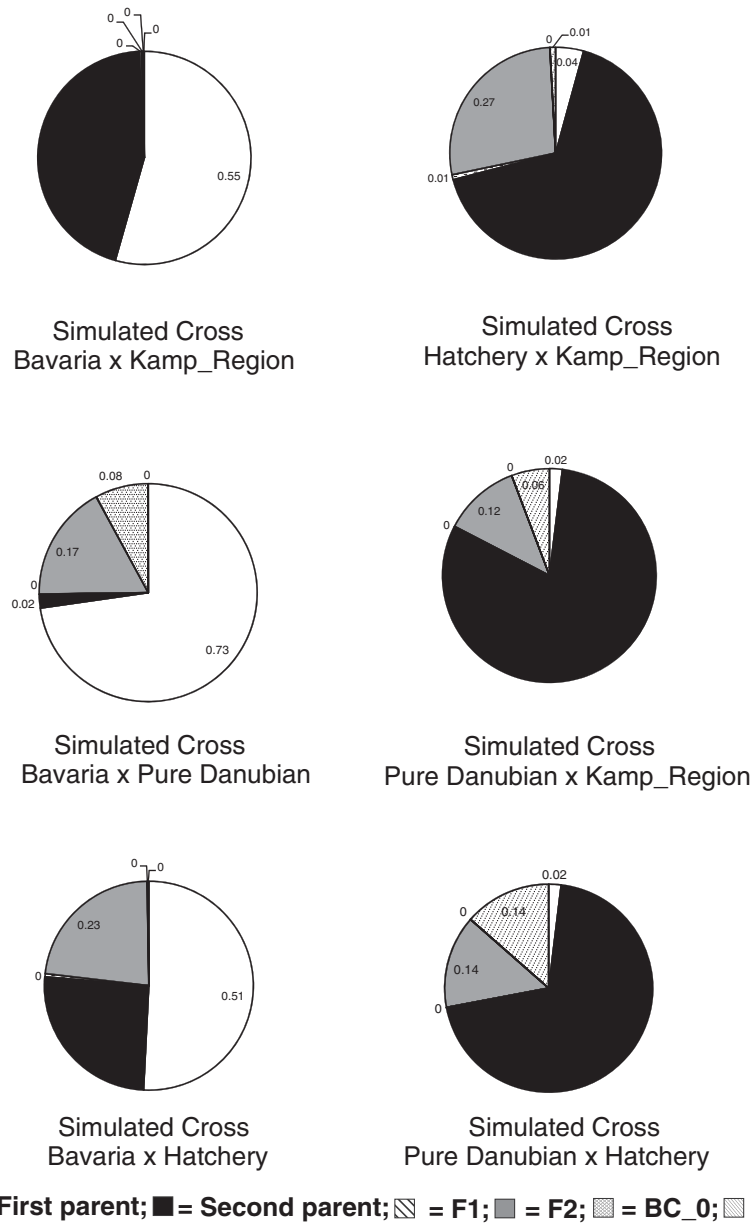 0
0
0
0
0.55
Simulated Cross
Bavaria x Kamp_Region
0
0.01
0.04
0.27
0.01
Simulated Cross
Hatchery x Kamp_Region
0.08
0
0.17
0
0.02
0.73
Simulated Cross
Bavaria x Pure Danubian
0
0.02
0.06
0.12
0
Simulated Cross
Pure Danubian x Kamp_Region
0
0
0.23
0
0.51
Simulated Cross
Bavaria x Hatchery
0.02
0
0.14
0.14
0
Simulated Cross
Pure Danubian x Hatchery
First parent; = Second parent; = F1; = F2; = BC_0;